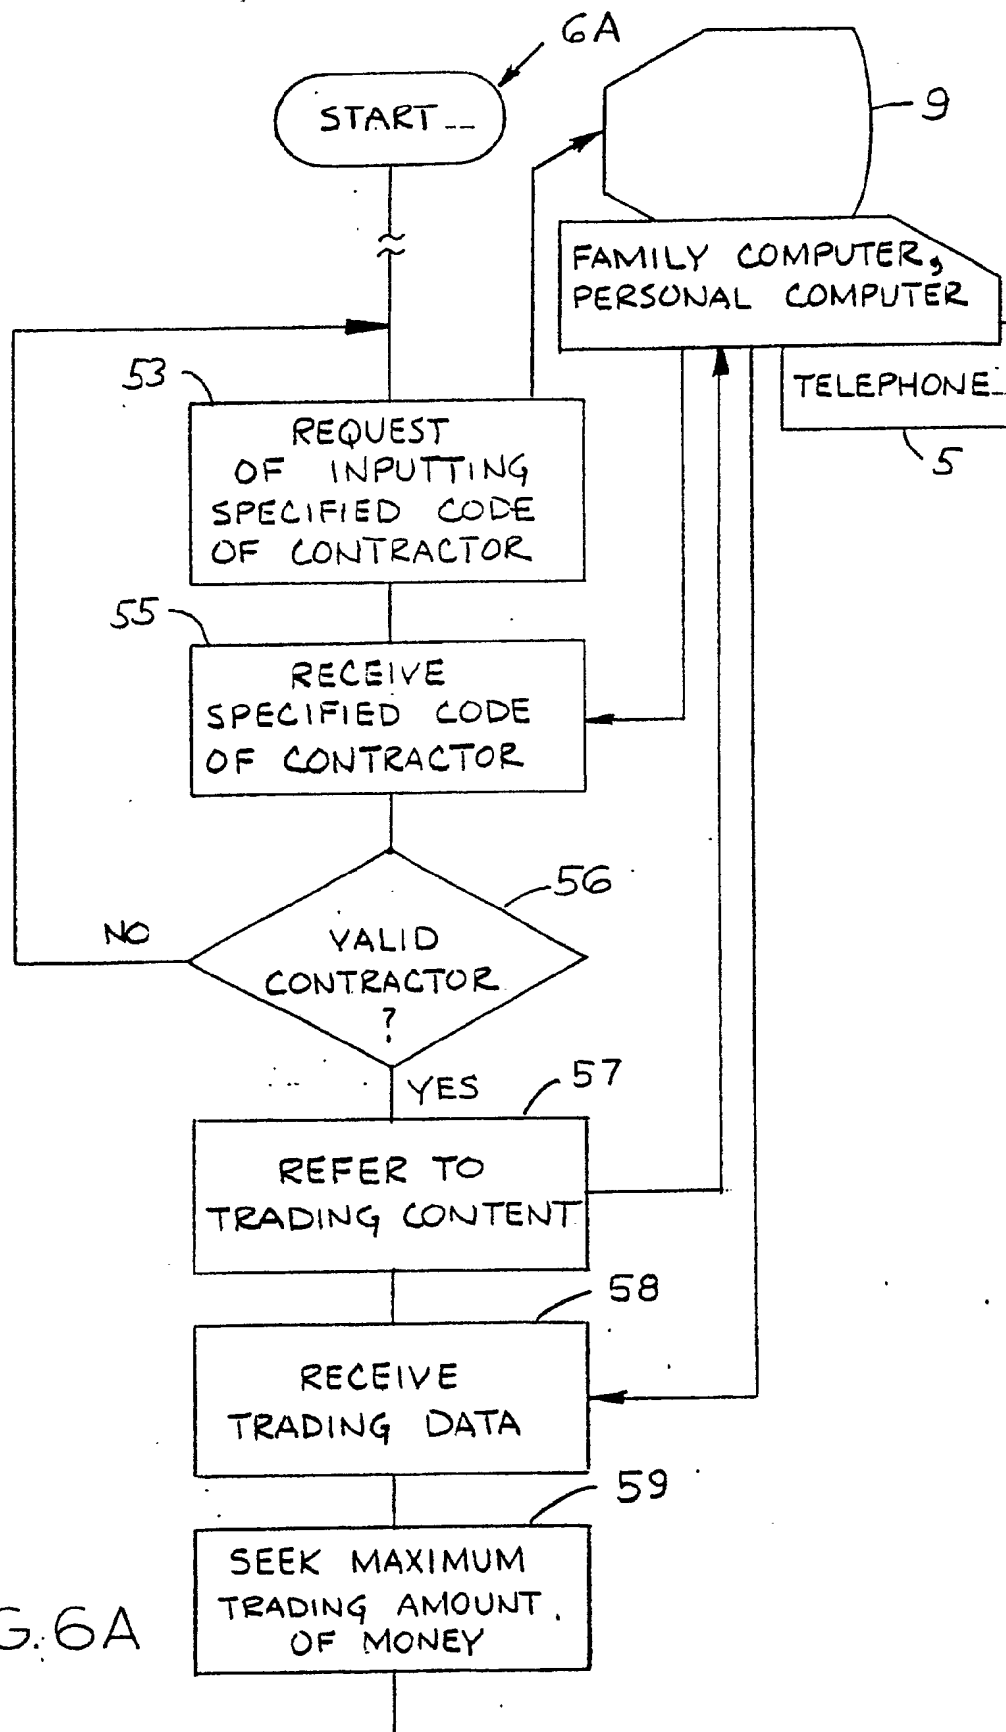 6A
START
9
FAMILY COMPUTER,
PERSONAL COMPUTER
TELEPHONE
5
53
REQUEST
OF INPUTTING
SPECIFIED CODE
OF CONTRACTOR
55
RECEIVE
SPECIFIED CODE
OF CONTRACTOR
56
NO
VALID
CONTRACTOR
?
YES
57
REFER TO
TRADING CONTENT
58
RECEIVE
TRADING DATA
59
SEEK MAXIMUM
TRADING AMOUNT
OF MONEY
G.6A